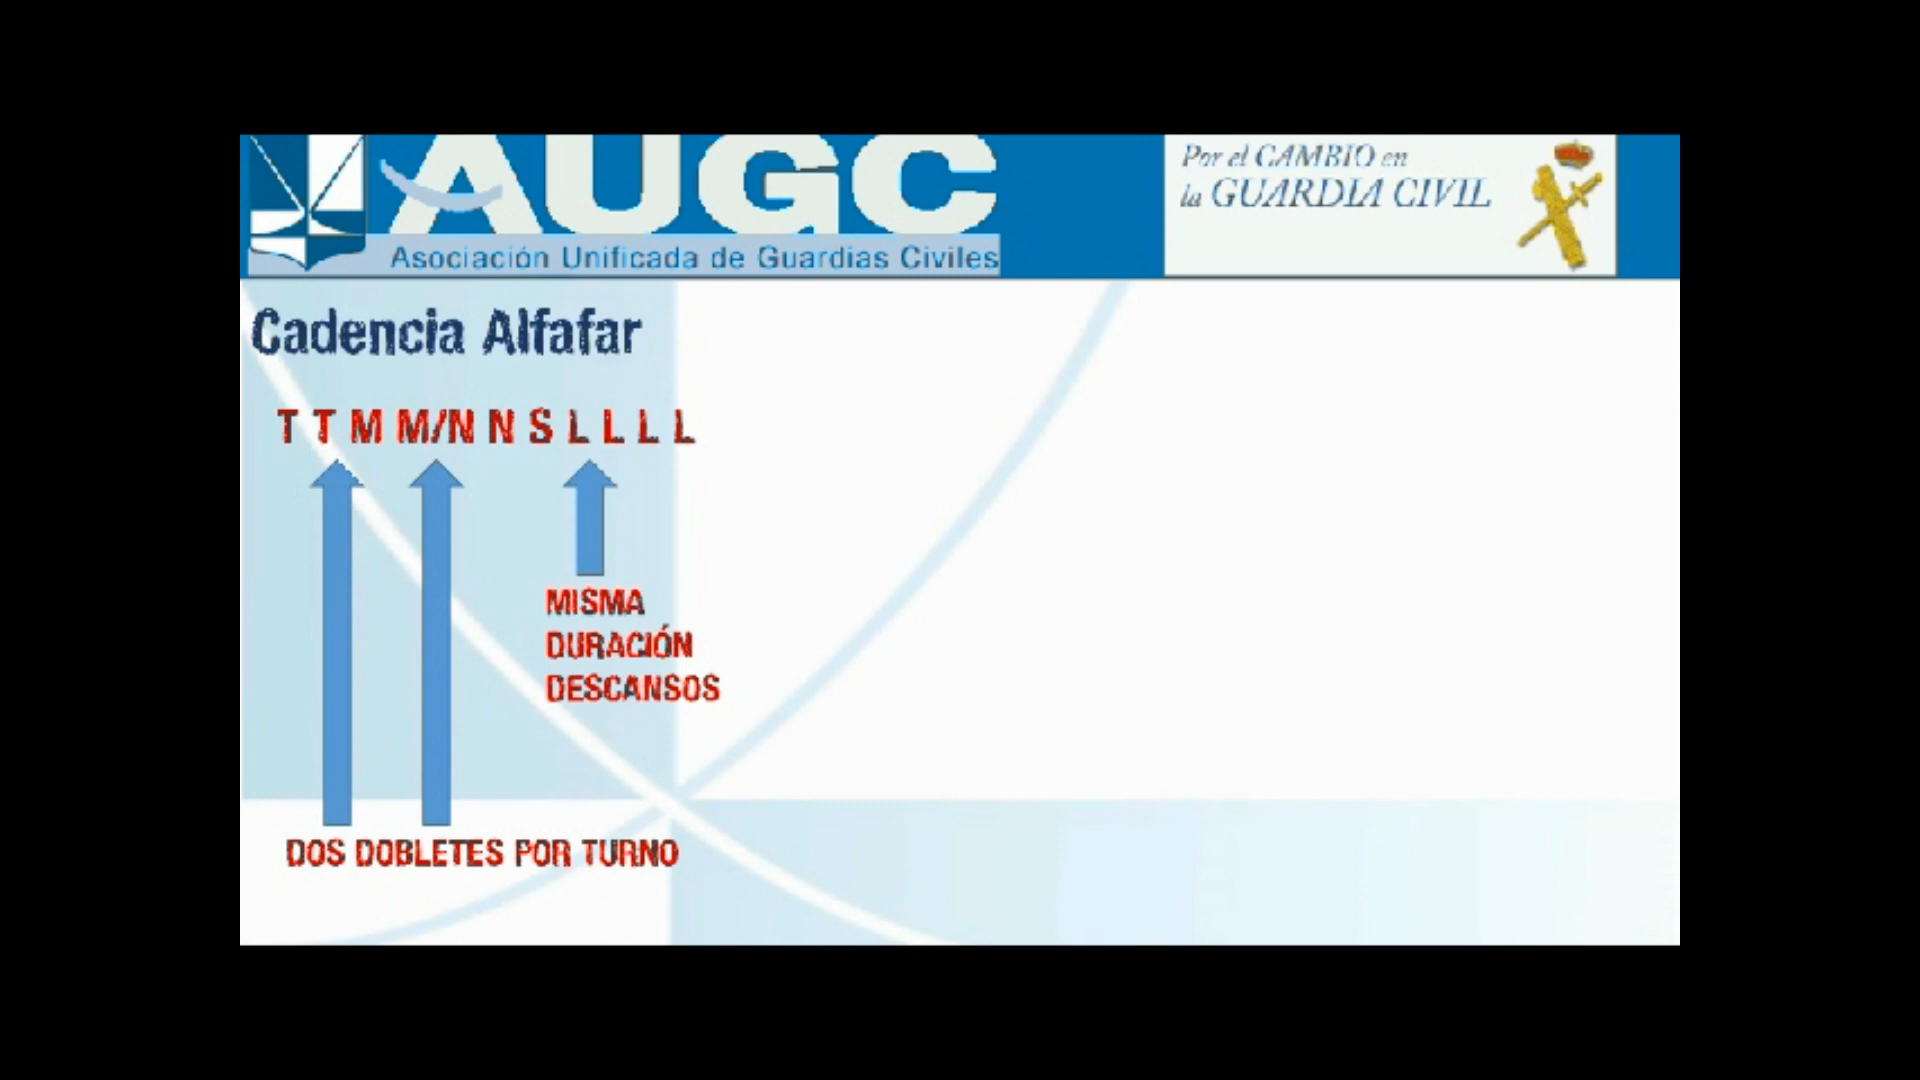 AUGC
Asociación Unificada de Guardias Civiles
Por el CAMBIO en
la GUARDIA CIVIL
Cadencia Alfafar
T T M M/N N S L L L L
MISMA
DURACIÓN
DESCANSOS
DOS DOBLETES POR TURNO